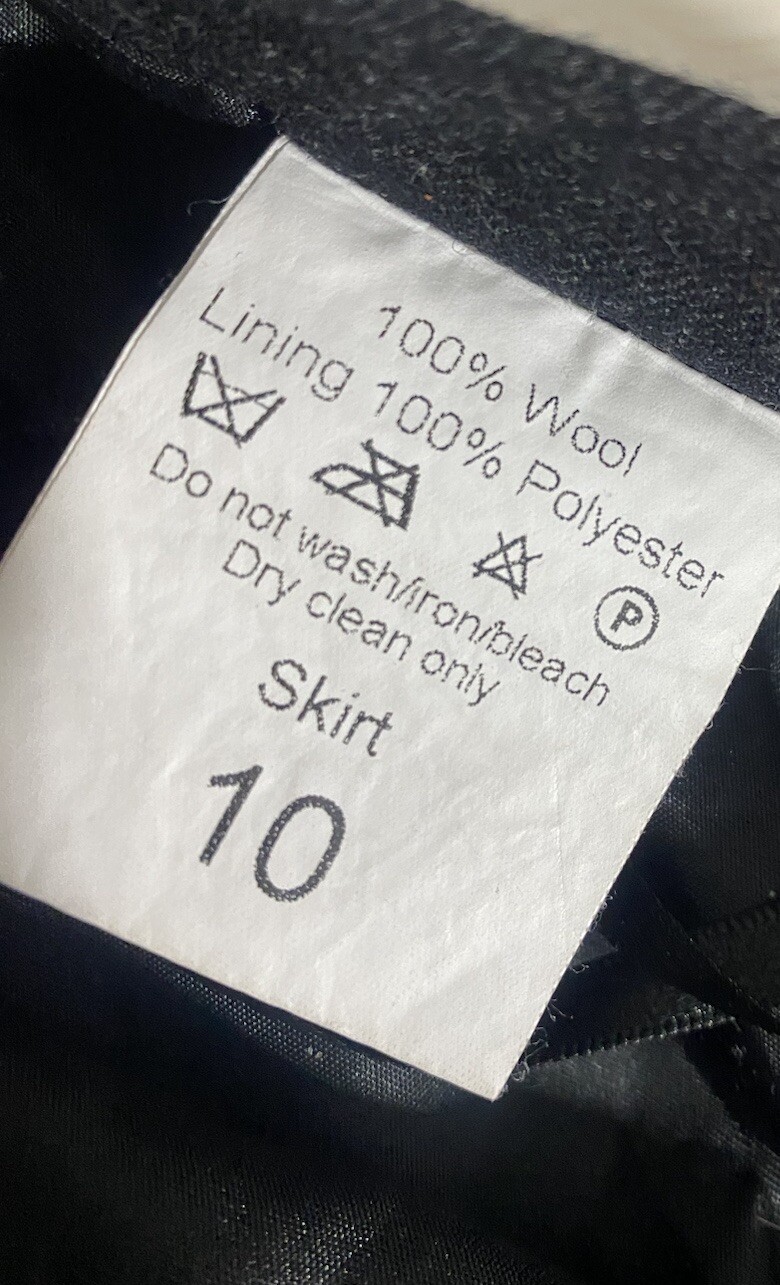 100% Wool
Lining 100% Polyester
P
Do not wash/iron/bleach
Dry clean only
Skirt
10